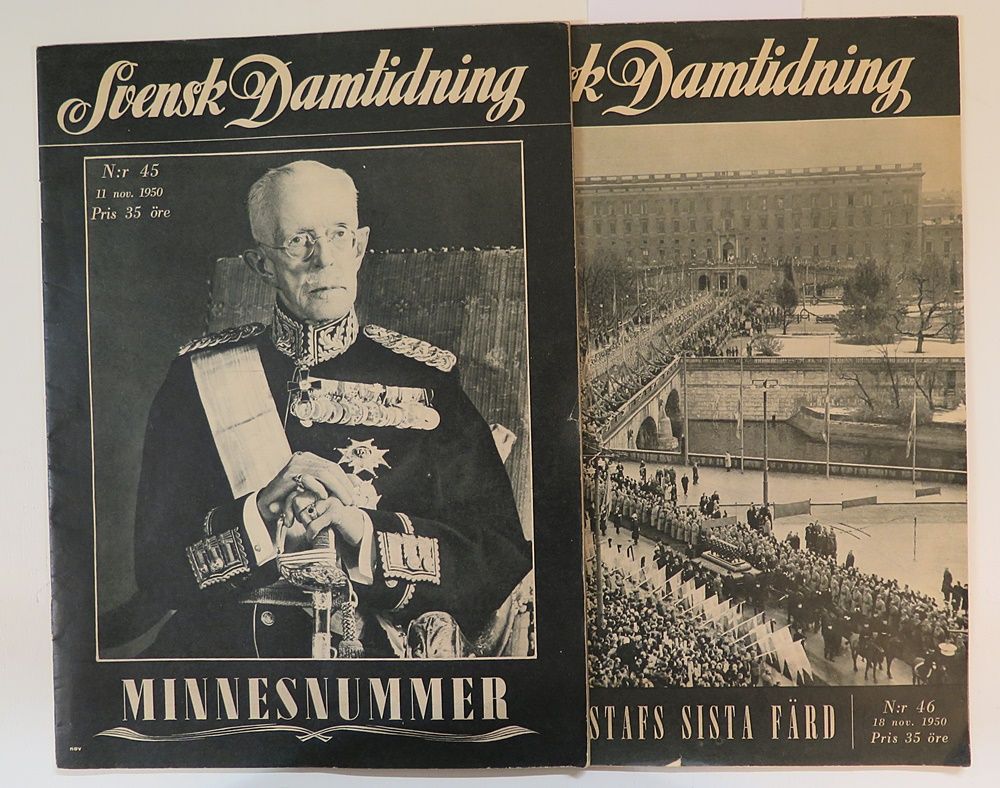 Svensk Damtidning
N:r 45
11 nov. 1950
Pris 35 öre
MINNESNUMMER
nov
k Damtidning
STAFS SISTA FÄRD
N:r 46
18 nov. 1950
Pris 35 öre